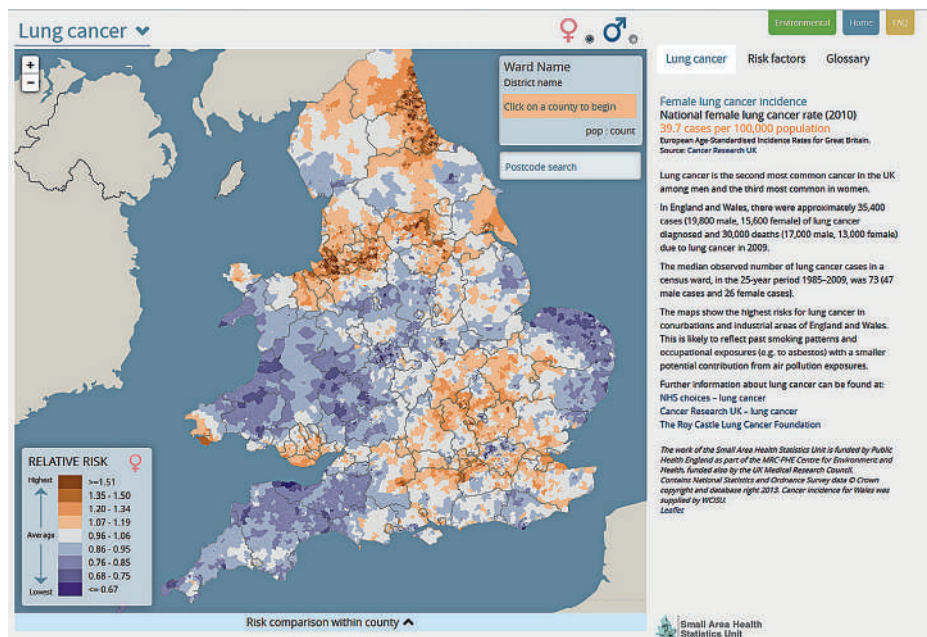 Lung cancer
Environmental
Home
FAQ
+
−
Ward Name
District name
Click on a county to begin
pop : count
Postcode search
RELATIVE RISK
Highest
Average
Lowest
>=1.51
1.35 - 1.50
1.20 - 1.34
1.07 - 1.19
0.96 - 1.06
0.86 - 0.95
0.76 - 0.85
0.68 - 0.75
<= 0.67
Risk comparison within county
Lung cancer
Risk factors
Glossary
Female lung cancer incidence
National female lung cancer rate (2010)
39.7 cases per 100,000 population
European Age-Standardised Incidence Rates for Great Britain.
Source: Cancer Research UK
Lung cancer is the second most common cancer in the UK
among men and the third most common in women.
In England and Wales, there were approximately 35,400
cases (19,800 male, 15,600 female) of lung cancer
diagnosed and 30,000 deaths (17,000 male, 13,000 female)
due to lung cancer in 2009.
The median observed number of lung cancer cases in a
census ward, in the 25-year period 1985–2009, was 73 (47
male cases and 26 female cases).
The maps show the highest risks for lung cancer in
conurbations and industrial areas of England and Wales.
This is likely to reflect past smoking patterns and
occupational exposures (e.g. to asbestos) with a smaller
potential contribution from air pollution exposures.
Further information about lung cancer can be found at:
NHS choices – lung cancer
Cancer Research UK – lung cancer
The Roy Castle Lung Cancer Foundation
The work of the Small Area Health Statistics Unit is funded by Public
Health England as part of the MRC-PHE Centre for Environment and
Health, funded also by the UK Medical Research Council.
Contains National Statistics and Ordnance Survey data © Crown
copyright and database right 2013. Cancer incidence for Wales was
supplied by WCISU.
Leaflet
Small Area Health
Statistics Unit